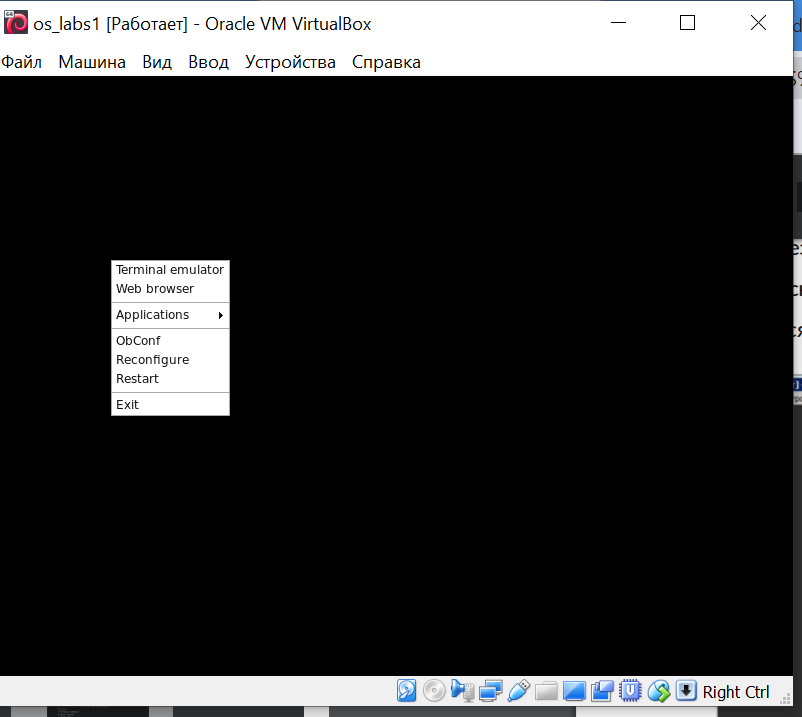 os_labs1 [Работает] - Oracle VM VirtualBox
Файл Машина Вид Ввод Устройства Справка
Terminal emulator
Web browser
Applications
ObConf
Reconfigure
Restart
Exit
Right Ctrl